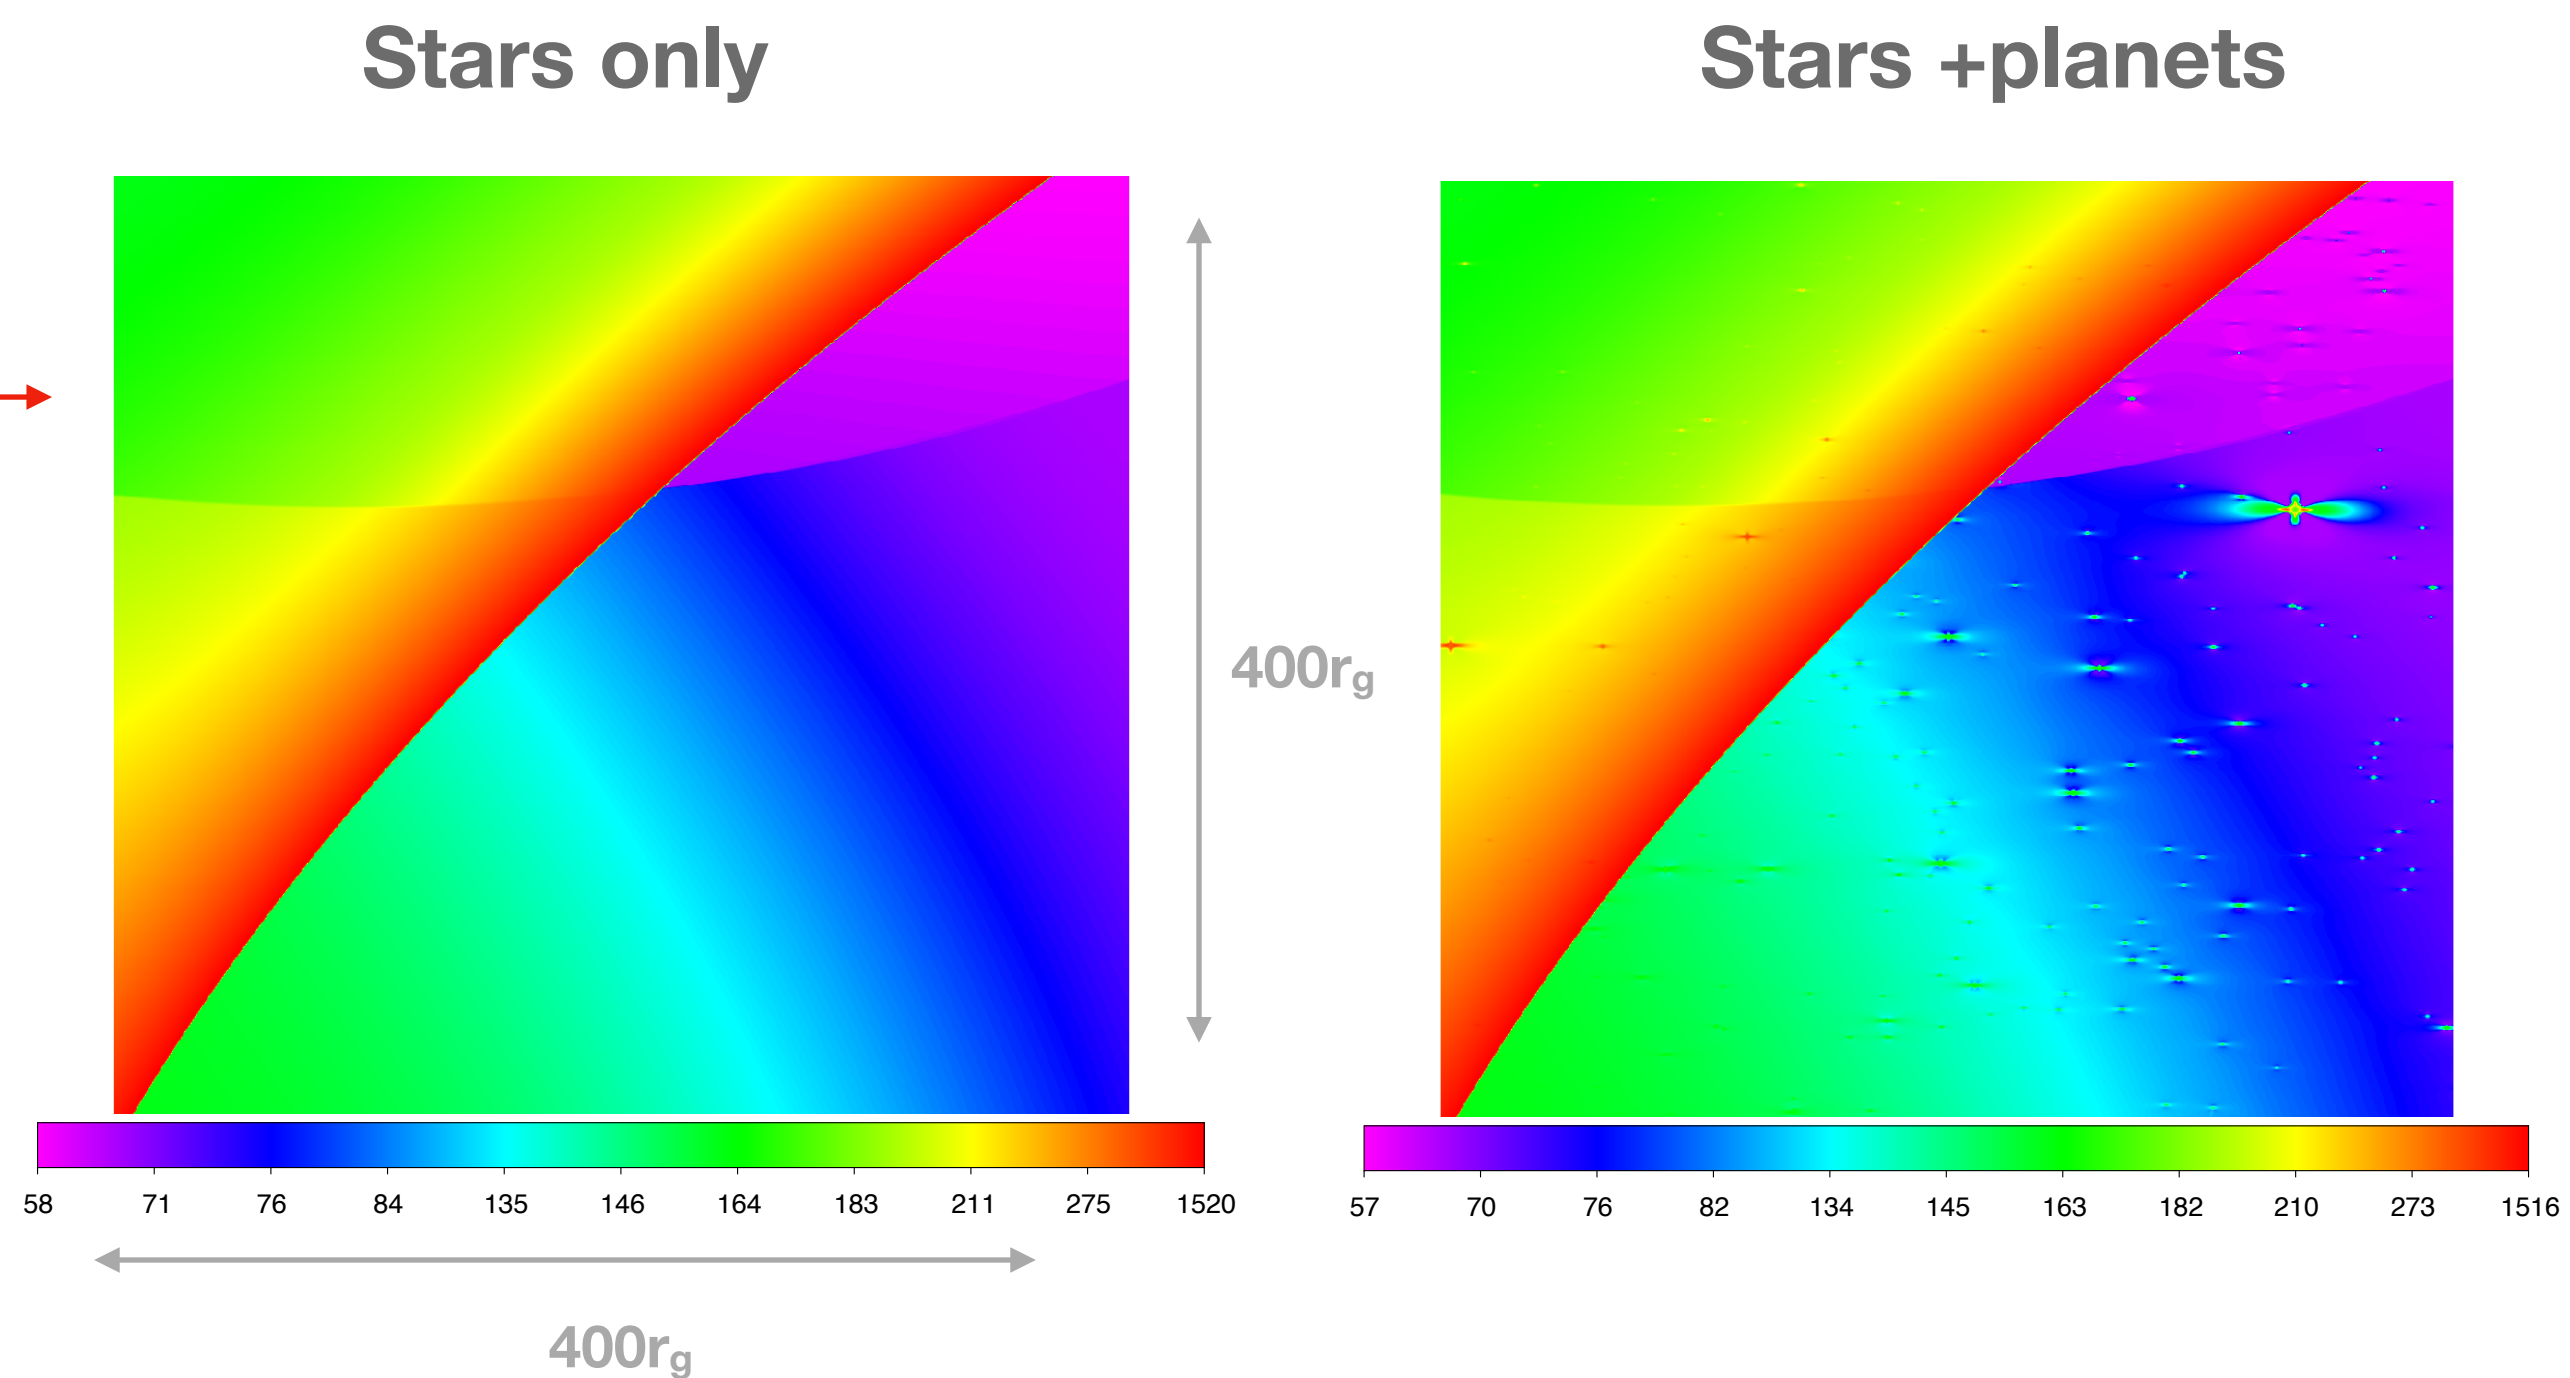 Stars only
Stars +planets
400rg
58 71 76 84 135 146 164 183 211 275 1520
57 70 76 82 134 145 163 182 210 273 1516
400rg